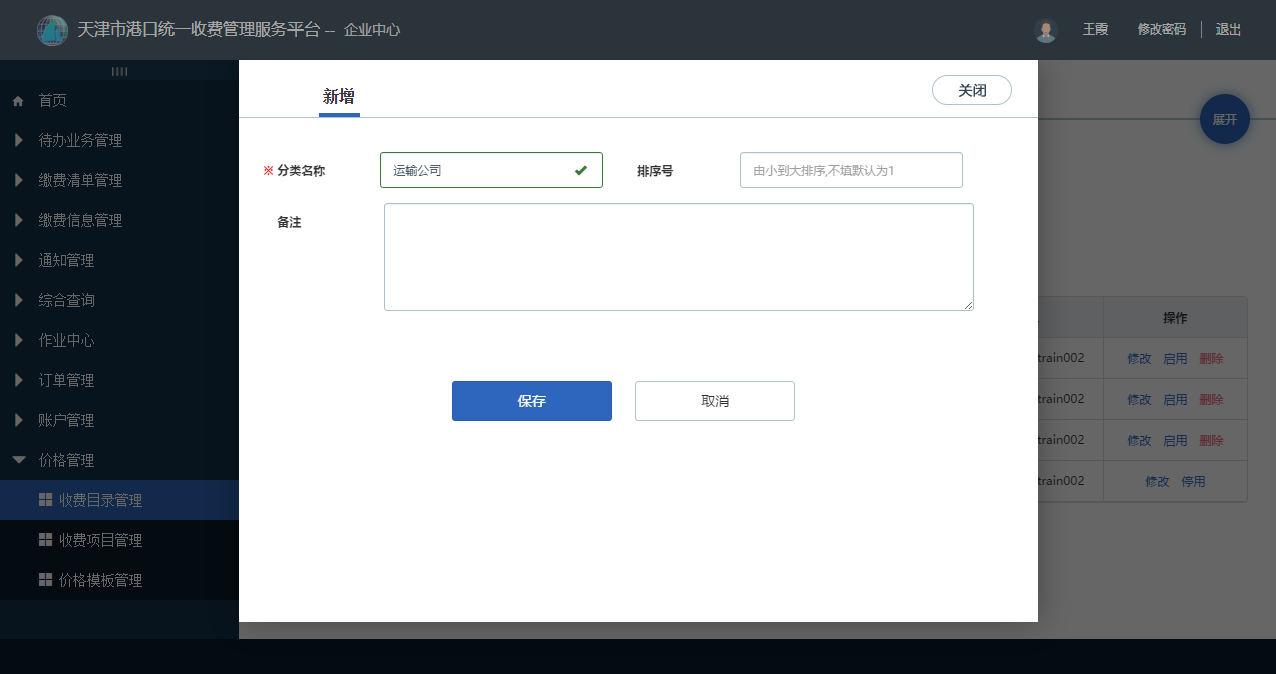 天津市港口统一收费管理服务平台 -- 企业中心
王霞 修改密码 退出
首页
待办业务管理
缴费清单管理
缴费信息管理
通知管理
综合查询
作业中心
订单管理
账户管理
价格管理
收费目录管理
收费项目管理
价格模板管理
新增
关闭
展开
※ 分类名称 运输公司 排序号 由小到大排序,不填默认为1
备注
保存 取消
操作
train002 修改 启用 删除
train002 修改 启用 删除
train002 修改 启用 删除
train002 修改 停用